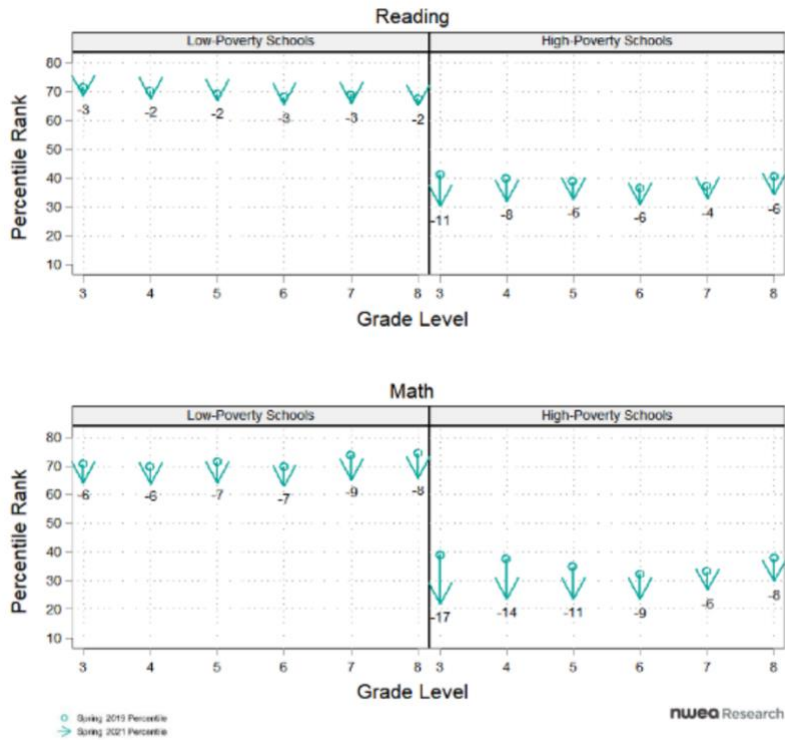 Reading
Low-Poverty Schools High-Poverty Schools
80
70
60
50
40
30
20
10
Percentile Rank
-3 -2 -2 -3 -3 -2 -11 -8 -6 -6 -4 -6
3 4 5 6 7 8 3 4 5 6 7 8
Grade Level
Math
Low-Poverty Schools High-Poverty Schools
80
70
60
50
40
30
20
10
Percentile Rank
-6 -6 -7 -7 -9 -8 -17 -14 -11 -9 -6 -8
3 4 5 6 7 8 3 4 5 6 7 8
Grade Level
Spring 2019 Percentile
Spring 2021 Percentile
nwea Research